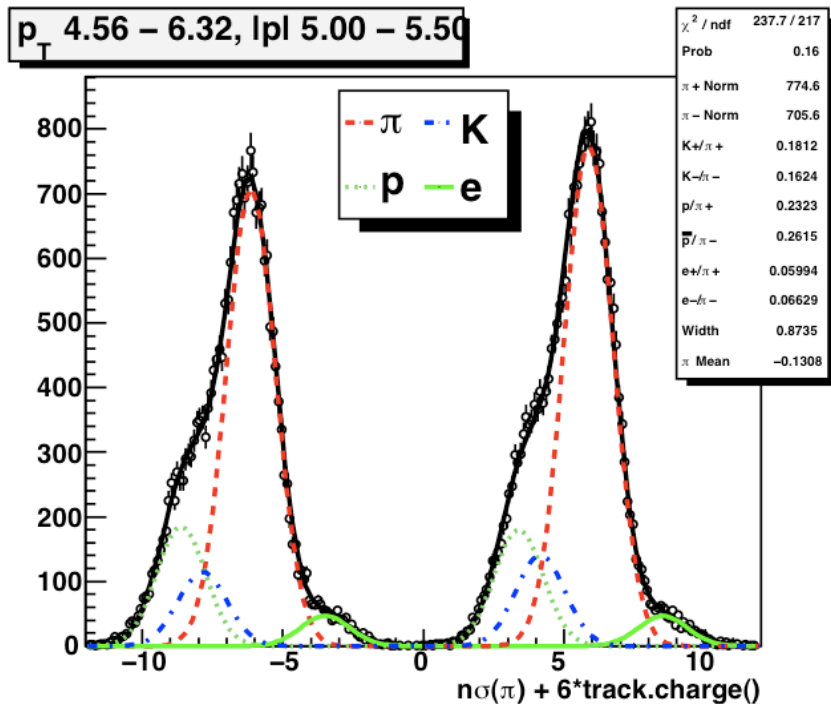 p_T 4.56 − 6.32, |p| 5.00 − 5.50
χ² / ndf 237.7 / 217
Prob 0.16
π+ Norm 774.6
π− Norm 705.6
K+/π+ 0.1812
K−/π− 0.1624
p/π+ 0.2323
p̅/π− 0.2615
e+/π+ 0.05994
e−/π− 0.06629
Width 0.8735
π Mean −0.1308
π K
p e
800
700
600
500
400
300
200
100
0
−10 −5 0 5 10
nσ(π) + 6*track.charge()